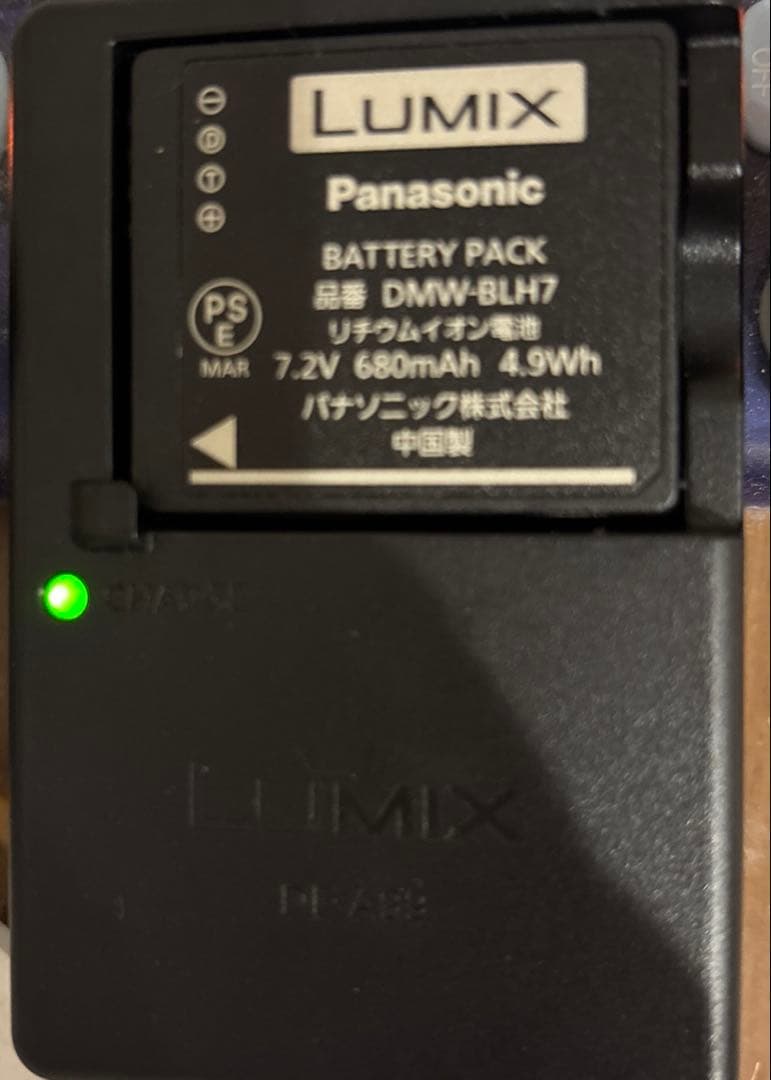 LUMIX
Panasonic
BATTERY PACK
品番 DMW-BLH7
リチウムイオン電池
7.2V 680mAh 4.9Wh
パナソニック株式会社
中国製
⊖
Ⓓ
Ⓣ
⊕
PS
E
MAR
CHARGE
LUMIX
OFF